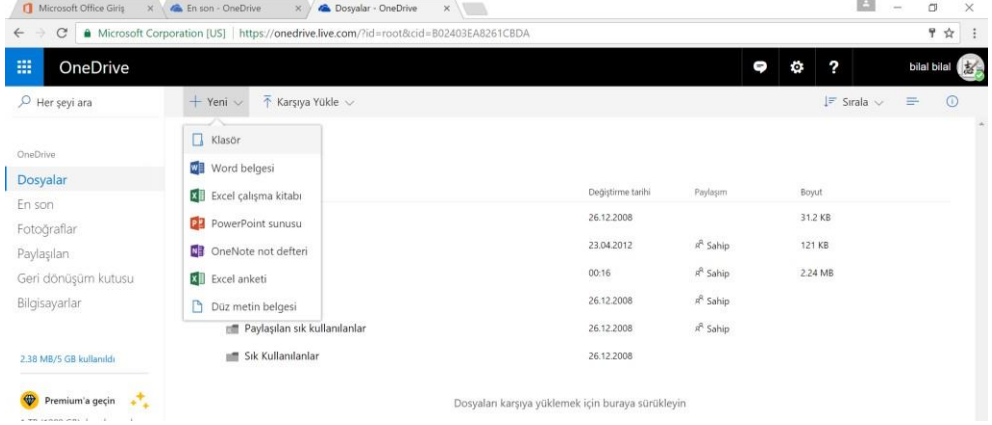 Microsoft Office Giriş
En son - OneDrive
Dosyalar - OneDrive
Microsoft Corporation [US] https://onedrive.live.com/?id=root&cid=B02403EA8261CBDA
OneDrive
? bilal bilal
Her şeyi ara
+ Yeni
Karşıya Yükle
Sırala
Klasör
Word belgesi
Excel çalışma kitabı
PowerPoint sunusu
OneNote not defteri
Excel anketi
Düz metin belgesi
OneDrive
Dosyalar
En son
Fotoğraflar
Paylaşılan
Geri dönüşüm kutusu
Bilgisayarlar
2.38 MB/5 GB kullanıldı
Premium'a geçin
Değiştirme tarihi Paylaşım Boyut
26.12.2008 31.2 KB
23.04.2012 Sahip 121 KB
00:16 Sahip 2.24 MB
26.12.2008 Sahip
Paylaşılan sık kullanılanlar 26.12.2008 Sahip
Sık Kullanılanlar 26.12.2008
Dosyaları karşıya yüklemek için buraya sürükleyin